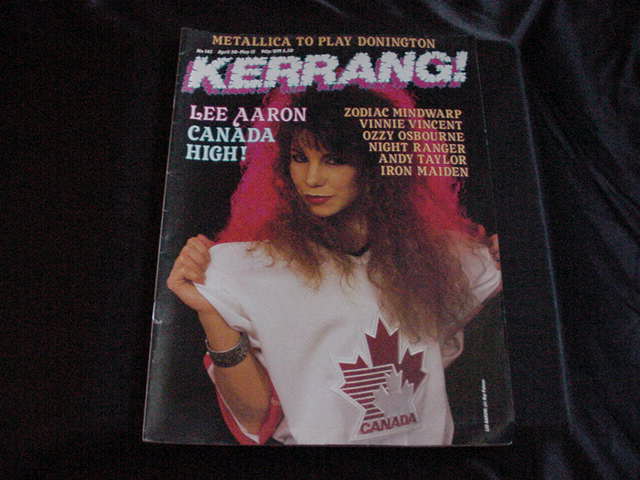 METALLICA TO PLAY DONINGTON
KERRANG!
LEE AARON
CANADA
HIGH!
ZODIAC MINDWARP
VINNIE VINCENT
OZZY OSBOURNE
NIGHT RANGER
ANDY TAYLOR
IRON MAIDEN
CANADA